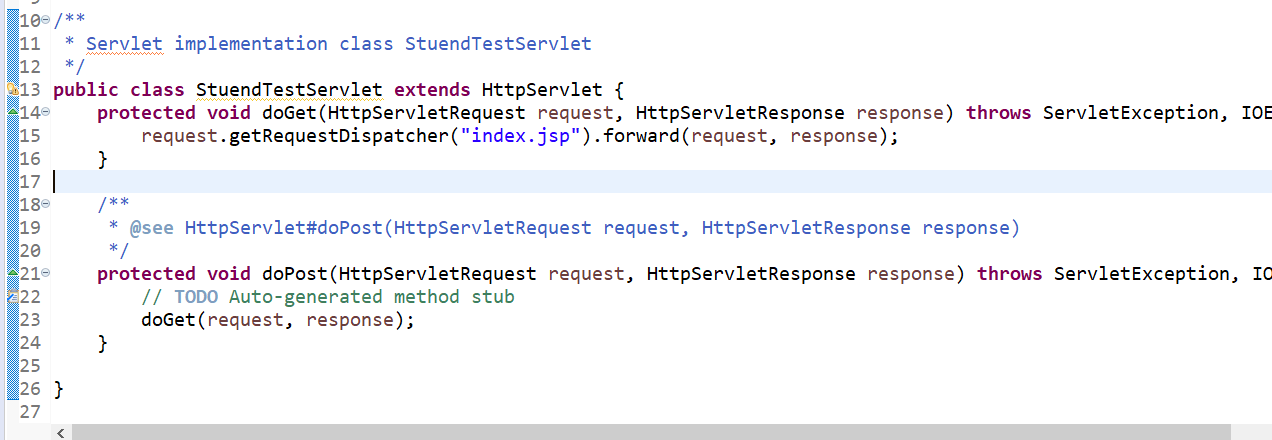 10 /**
11  * Servlet implementation class StuendTestServlet
12  */
13 public class StuendTestServlet extends HttpServlet {
14     protected void doGet(HttpServletRequest request, HttpServletResponse response) throws ServletException, IOE
15         request.getRequestDispatcher("index.jsp").forward(request, response);
16     }
17
18     /**
19      * @see HttpServlet#doPost(HttpServletRequest request, HttpServletResponse response)
20      */
21     protected void doPost(HttpServletRequest request, HttpServletResponse response) throws ServletException, IO
22         // TODO Auto-generated method stub
23         doGet(request, response);
24     }
25
26 }
27